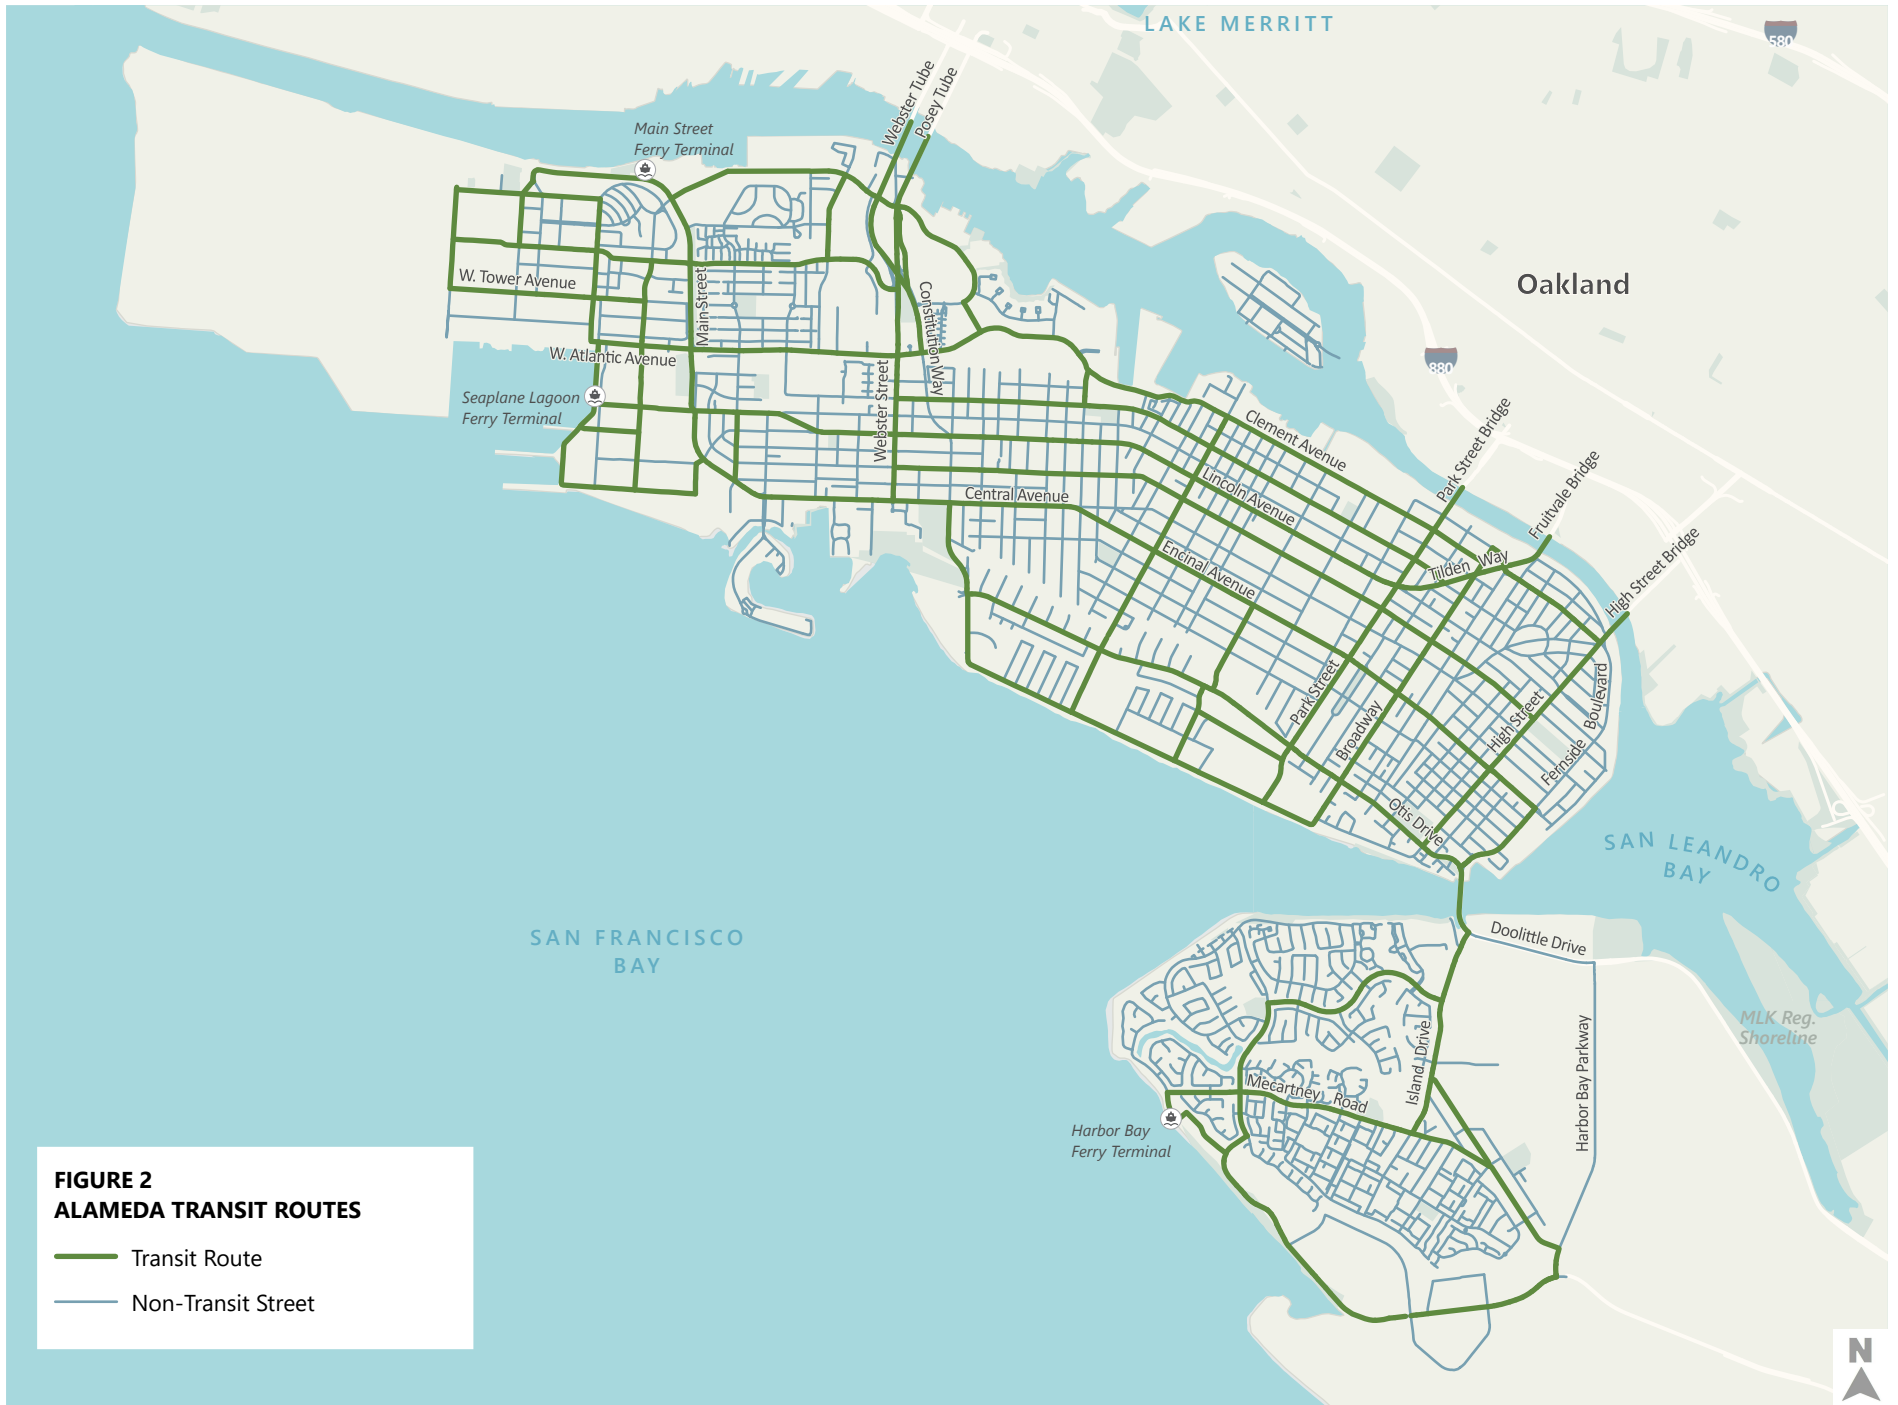 LAKE MERRITT
580
Webster Tube
Posey Tube
Main Street
Ferry Terminal
Oakland
W. Tower Avenue
Main Street
Constitution Way
880
W. Atlantic Avenue
Webster Street
Seaplane Lagoon
Ferry Terminal
Clement Avenue
Park Street Bridge
Fruitvale Bridge
High Street Bridge
Central Avenue
Lincoln Avenue
Encinal Avenue
Tilden Way
Park Street
Broadway
High Street
Fernside Boulevard
Otis Drive
SAN LEANDRO
BAY
SAN FRANCISCO
BAY
Doolittle Drive
MLK Reg.
Shoreline
Island Drive
Harbor Bay Parkway
Mecartney Road
Harbor Bay
Ferry Terminal
FIGURE 2
ALAMEDA TRANSIT ROUTES
Transit Route
Non-Transit Street
N